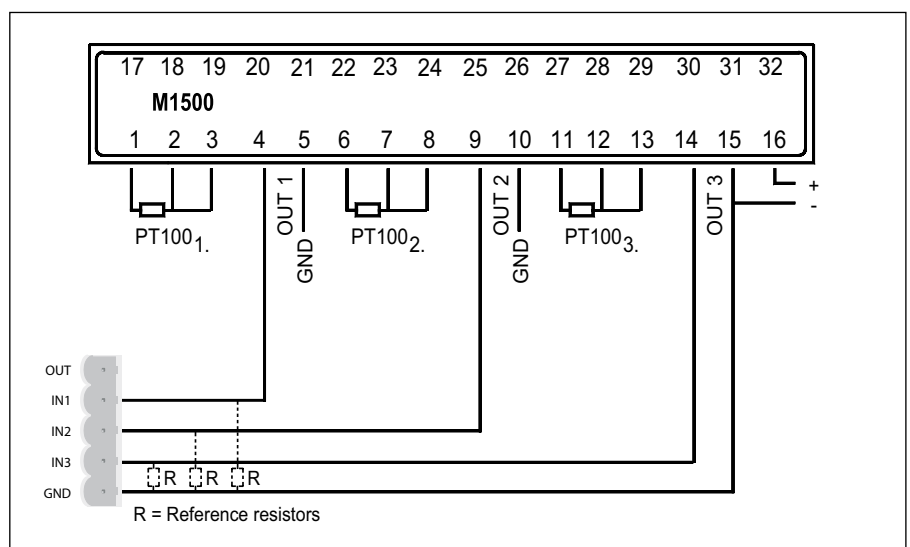 17 18 19 20 21 22 23 24 25 26 27 28 29 30 31 32
M1500
1 2 3 4 5 6 7 8 9 10 11 12 13 14 15 16
OUT 1
OUT 2
OUT 3
+
-
PT100 1.
GND
PT100 2.
GND
PT100 3.
OUT
IN1
IN2
IN3
R R R
GND
R = Reference resistors